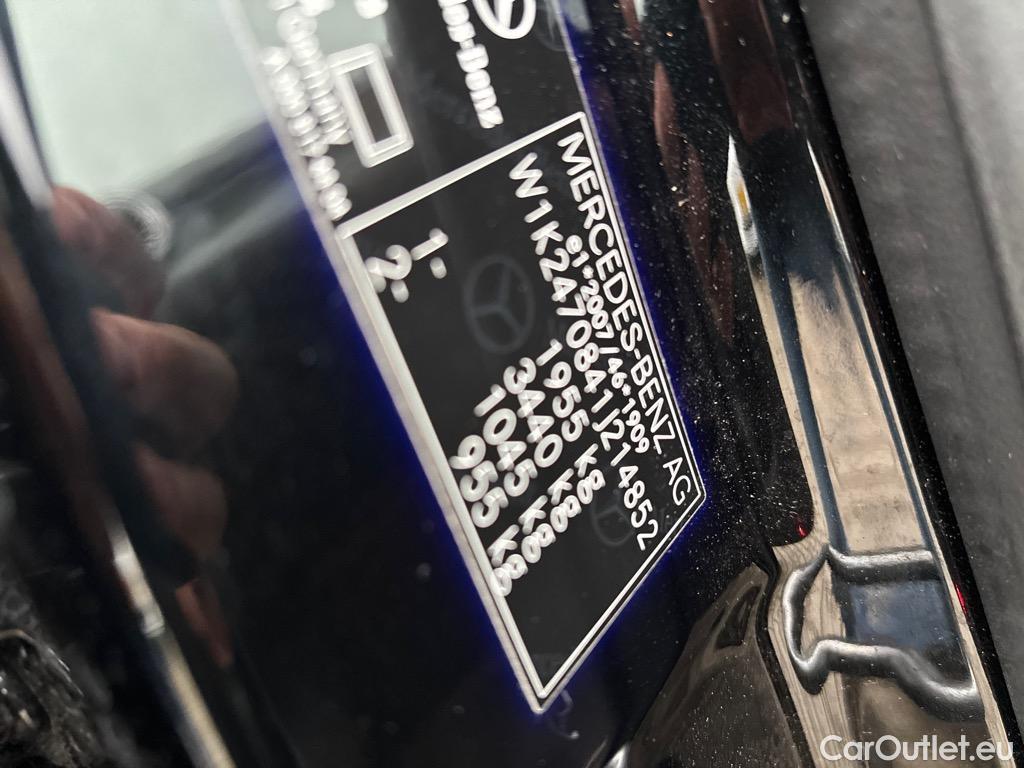 MERCEDES-BENZ AG
e1*2007/46*1909
W1K2470841J214852
1955 kg
3440 kg
1- 1045 kg
2- 955 kg
CarOutlet.eu